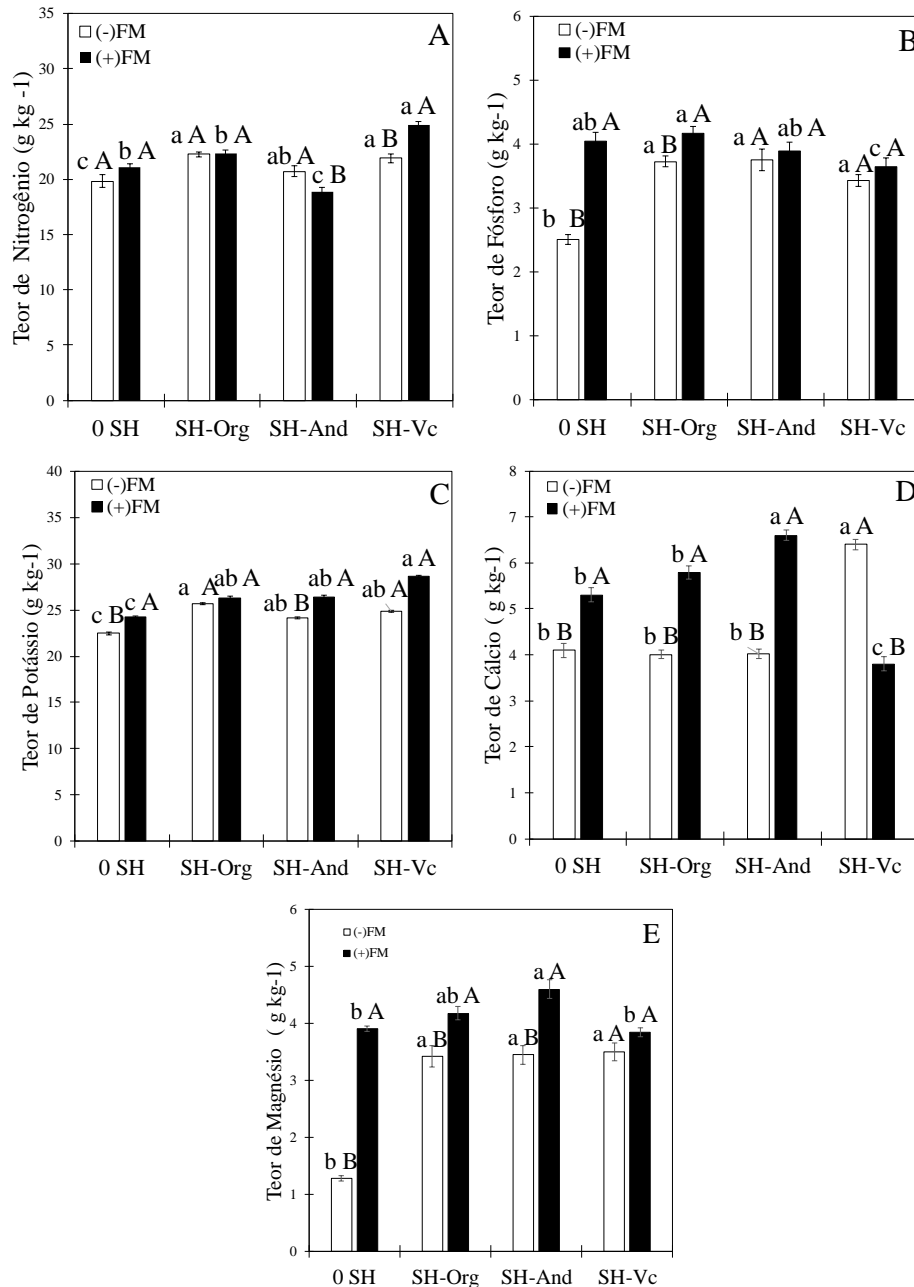 A
(-)FM
(+)FM
Teor de Nitrogênio (g kg -1)
35
30
25
20
15
10
5
0
c A
b A
a A
b A
ab A
c B
a B
a A
0 SH
SH-Org
SH-And
SH-Vc
B
(-)FM
(+)FM
Teor de Fósforo (g kg-1)
6
5
4
3
2
1
0
b B
ab A
a B
a A
a A
ab A
a A
c A
0 SH
SH-Org
SH-And
SH-Vc
C
(-)FM
(+)FM
Teor de Potássio (g kg-1)
40
35
30
25
20
15
10
5
0
c B
c A
a A
ab A
ab B
ab A
ab A
a A
0 SH
SH-Org
SH-And
SH-Vc
D
(-)FM
(+)FM
Teor de Cálcio ( g kg-1)
8
7
6
5
4
3
2
1
0
b B
b A
b B
b A
b B
a A
a A
c B
0 SH
SH-Org
SH-And
SH-Vc
E
(-)FM
(+)FM
Teor de Magnésio ( g kg-1)
6
5
4
3
2
1
0
b B
b A
a B
ab A
a B
a A
a A
b A
0 SH
SH-Org
SH-And
SH-Vc